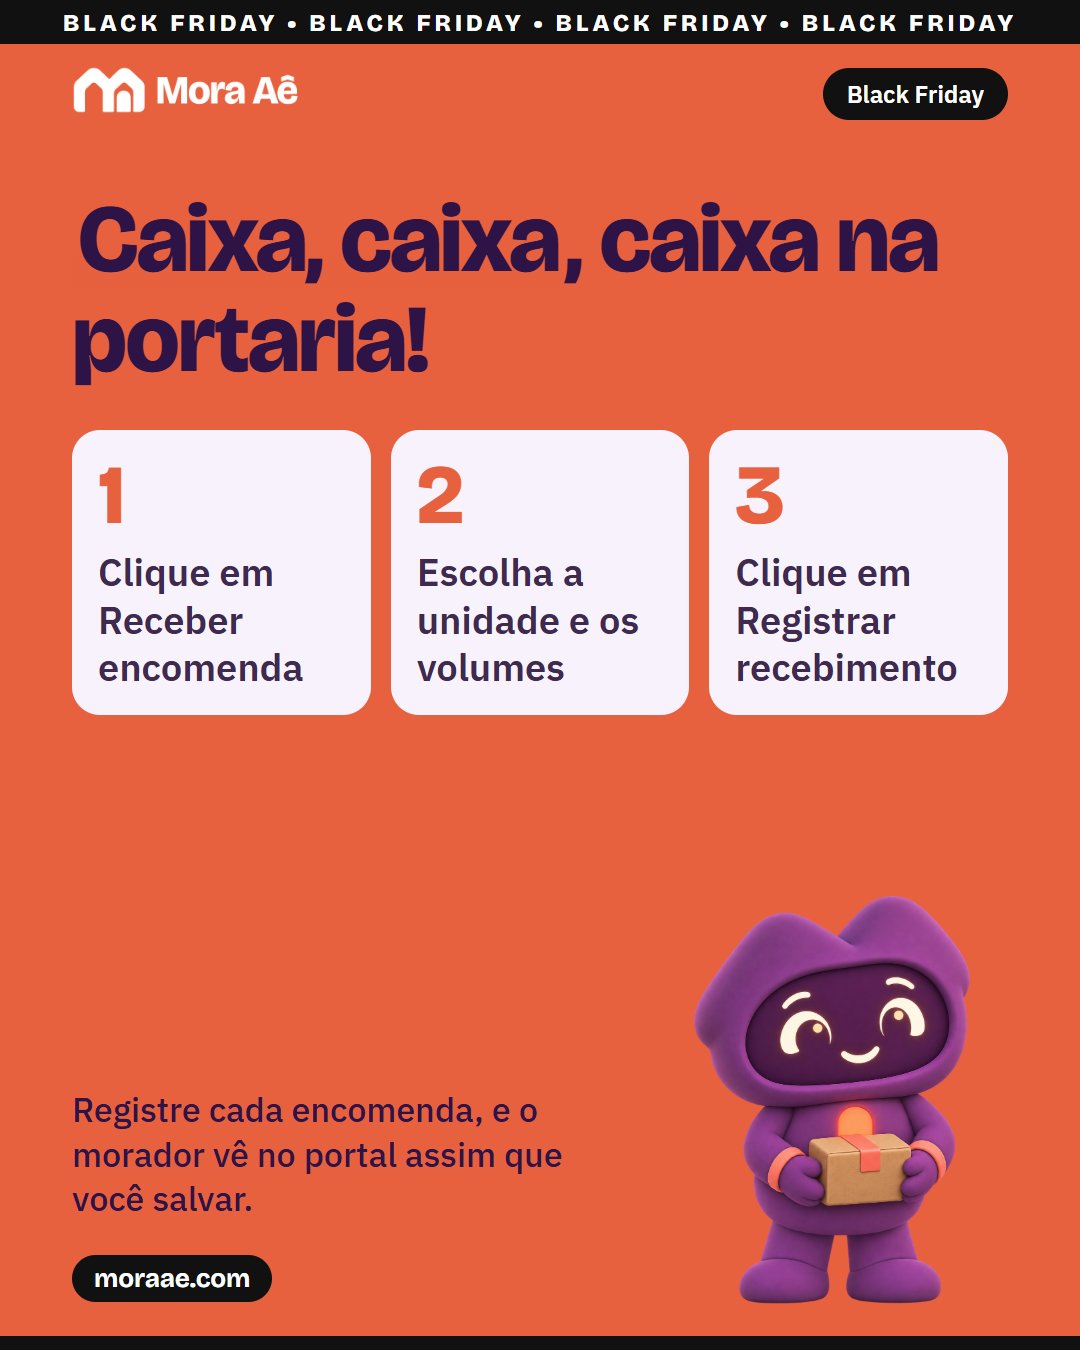 BLACK FRIDAY • BLACK FRIDAY • BLACK FRIDAY • BLACK FRIDAY
Mora Aê
Black Friday
Caixa, caixa, caixa na
portaria!
1
Clique em
Receber
encomenda
2
Escolha a
unidade e os
volumes
3
Clique em
Registrar
recebimento
Registre cada encomenda, e o
morador vê no portal assim que
você salvar.
moraae.com